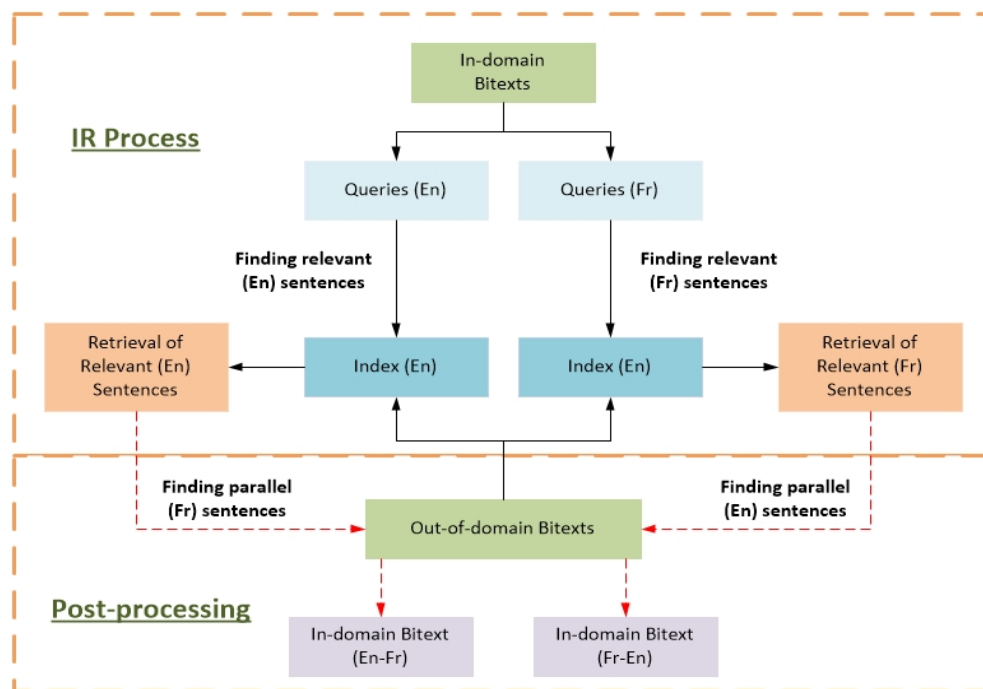 In-domain
Bitexts
IR Process
Queries (En)
Queries (Fr)
Finding relevant
(En) sentences
Finding relevant
(Fr) sentences
Retrieval of
Relevant (En)
Sentences
Index (En)
Index (En)
Retrieval of
Relevant (Fr)
Sentences
Finding parallel
(Fr) sentences
Finding parallel
(En) sentences
Out-of-domain Bitexts
Post-processing
In-domain Bitext
(En-Fr)
In-domain Bitext
(Fr-En)